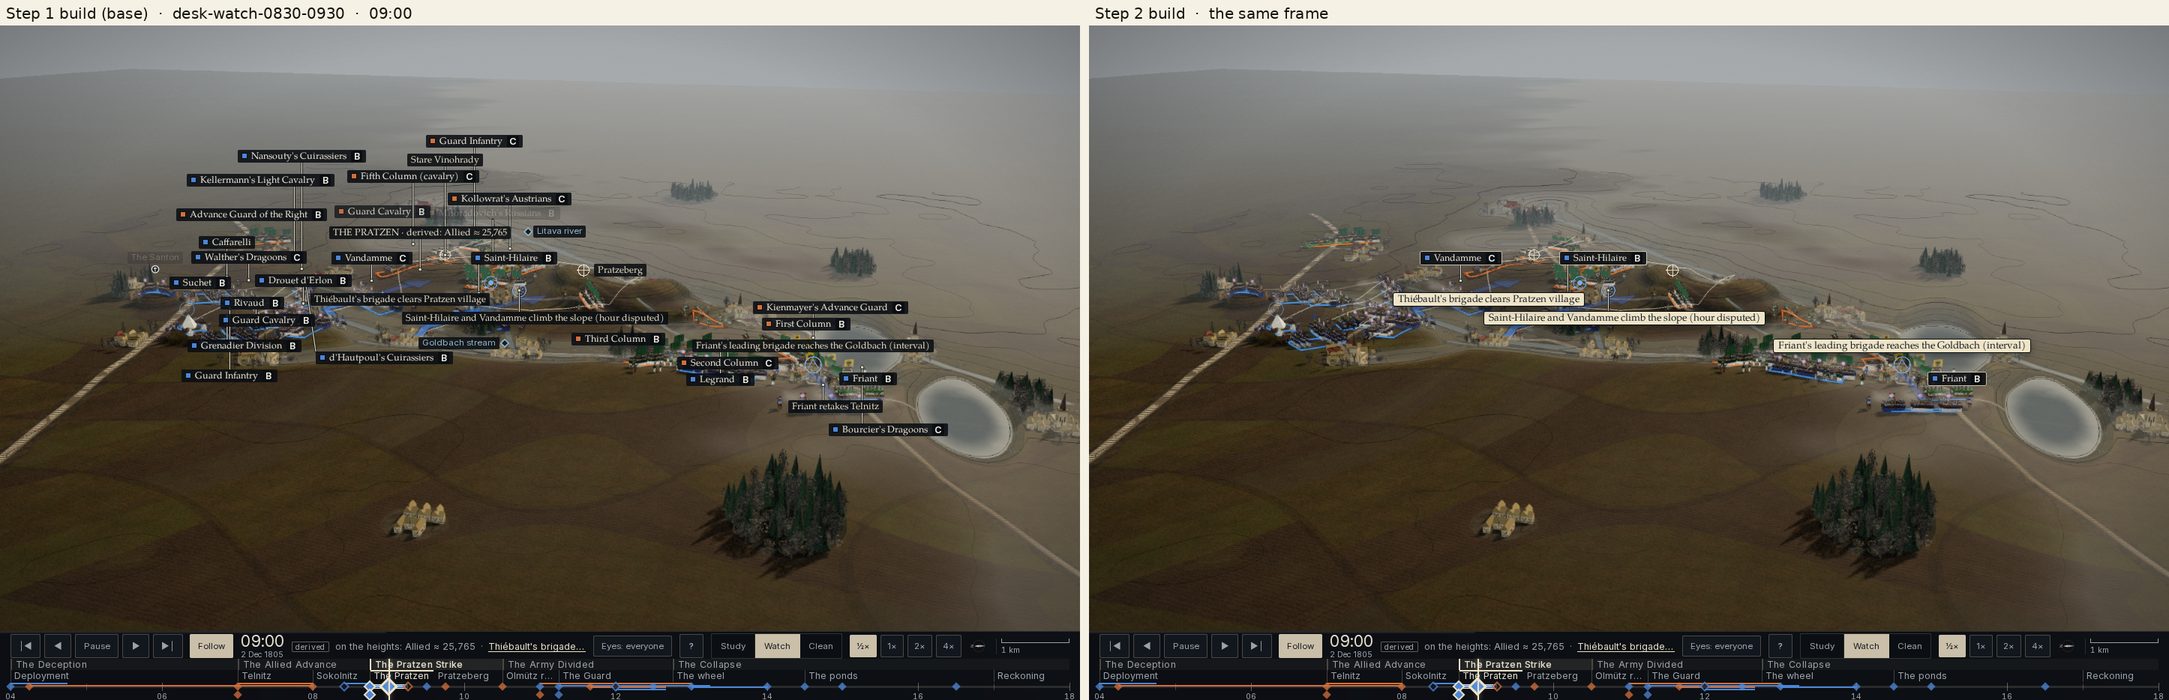 Step 1 build (base) · desk-watch-0830-0930 · 09:00
Guard Infantry C
Nansouty's Cuirassiers B
Stare Vinohrady
Kellermann's Light Cavalry B
Fifth Column (cavalry) C
Kollowrat's Austrians C
Advance Guard of the Right B
Guard Cavalry B
THE PRATZEN · derived: Allied ≈ 25,765
Litava river
Caffarelli
The Santon
Walther's Dragoons C
Vandamme C
Saint-Hilaire B
Pratzeberg
Suchet B
Drouet d'Erlon B
Rivaud B
Thiébault's brigade clears Pratzen village
Kienmayer's Advance Guard C
Guard Cavalry B
Saint-Hilaire and Vandamme climb the slope (hour disputed)
First Column B
Third Column B
Grenadier Division B
Goldbach stream
Friant's leading brigade reaches the Goldbach (interval)
d'Hautpoul's Cuirassiers B
Second Column C
Guard Infantry B
Legrand B
Friant B
Friant retakes Telnitz
Bourcier's Dragoons C
Pause
Follow
09:00
2 Dec 1805
derived on the heights: Allied ≈ 25,765 · Thiébault's brigade…
Eyes: everyone
?
Study Watch Clean
½× 1× 2× 4×
1 km
The Deception The Allied Advance The Pratzen Strike The Army Divided The Collapse
Deployment Telnitz Sokolnitz The Pratzen Pratzeberg Olmütz r… The Guard The wheel The ponds Reckoning
04 06 08 10 12 14 16 18
Step 2 build · the same frame
Vandamme C
Saint-Hilaire B
Thiébault's brigade clears Pratzen village
Saint-Hilaire and Vandamme climb the slope (hour disputed)
Friant's leading brigade reaches the Goldbach (interval)
Friant B
Pause
Follow
09:00
2 Dec 1805
derived on the heights: Allied ≈ 25,765 · Thiébault's brigade…
Eyes: everyone
?
Study Watch Clean
½× 1× 2× 4×
1 km
The Deception The Allied Advance The Pratzen Strike The Army Divided The Collapse
Deployment Telnitz Sokolnitz The Pratzen Pratzeberg Olmütz r… The Guard The wheel The ponds Reckoning
04 06 08 10 12 14 16 18